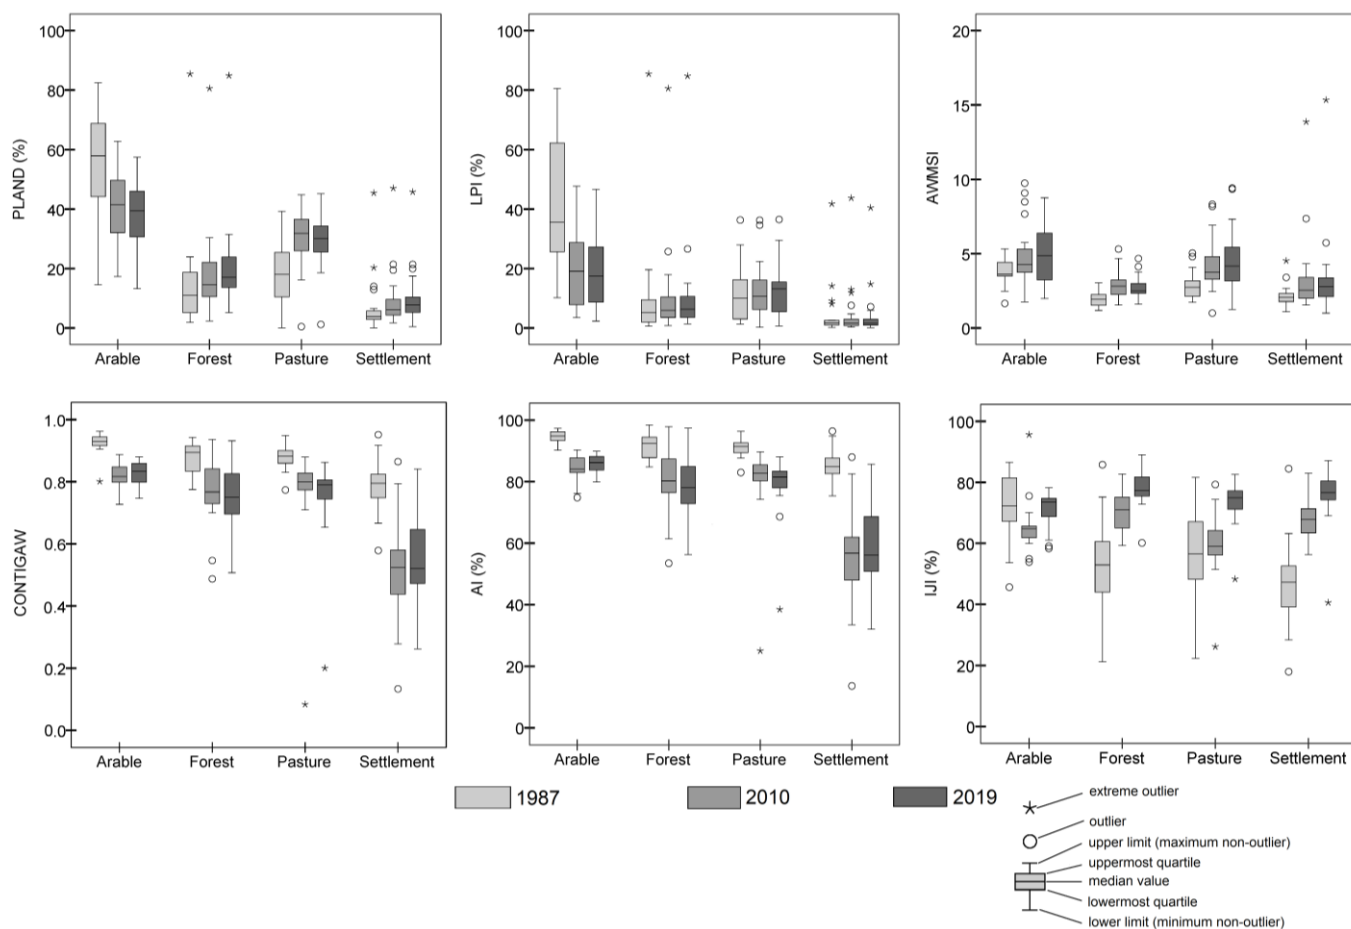 100
80
60
40
20
0
PLAND (%)
Arable Forest Pasture Settlement
100
80
60
40
20
0
LPI (%)
Arable Forest Pasture Settlement
20
15
10
5
0
AWMSI
Arable Forest Pasture Settlement
1.0
0.8
0.6
0.4
0.2
0.0
CONTIGAW
Arable Forest Pasture Settlement
100
80
60
40
20
0
AI (%)
Arable Forest Pasture Settlement
100
80
60
40
20
0
IJI (%)
Arable Forest Pasture Settlement
1987 2010 2019
extreme outlier
outlier
upper limit (maximum non-outlier)
uppermost quartile
median value
lowermost quartile
lower limit (minimum non-outlier)